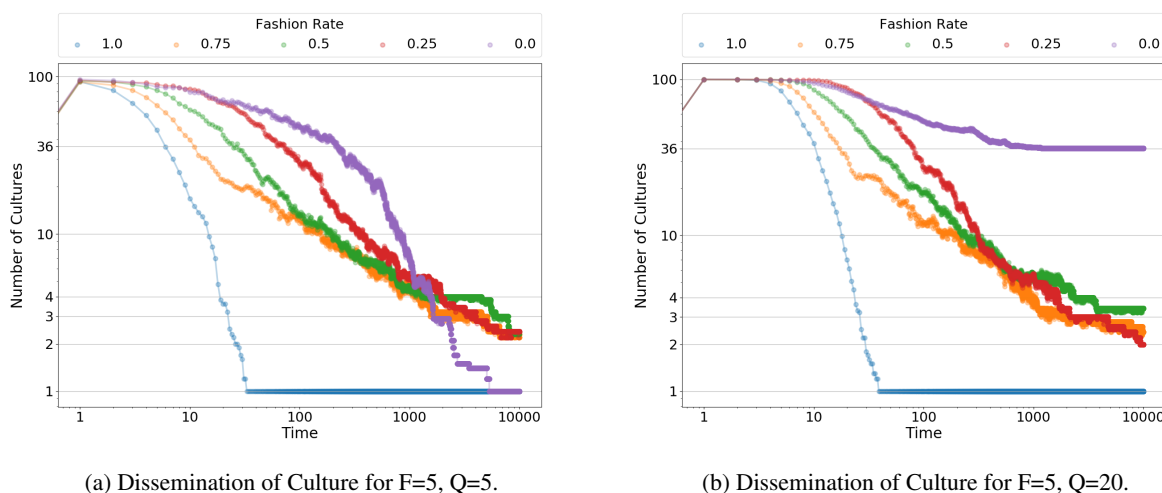 Fashion Rate
1.0 0.75 0.5 0.25 0.0
100
36
10
4
3
2
1
Number of Cultures
1 10 100 1000 10000
Time
(a) Dissemination of Culture for F=5, Q=5.
Fashion Rate
1.0 0.75 0.5 0.25 0.0
100
36
10
4
3
2
1
Number of Cultures
1 10 100 1000 10000
Time
(b) Dissemination of Culture for F=5, Q=20.